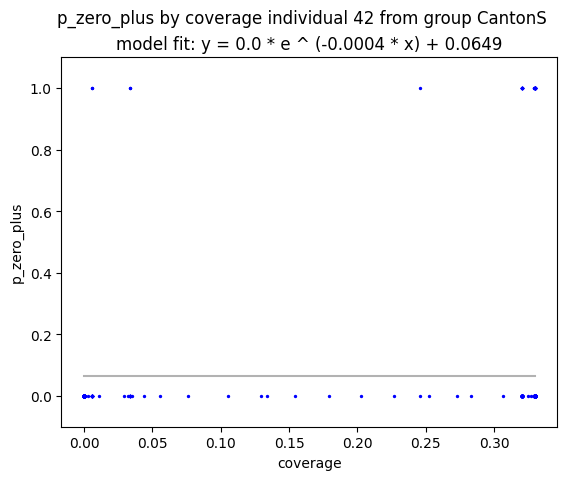 p_zero_plus by coverage individual 42 from group CantonS
model fit: y = 0.0 * e ^ (-0.0004 * x) + 0.0649
1.0
0.8
0.6
0.4
0.2
0.0
p_zero_plus
0.00 0.05 0.10 0.15 0.20 0.25 0.30
coverage